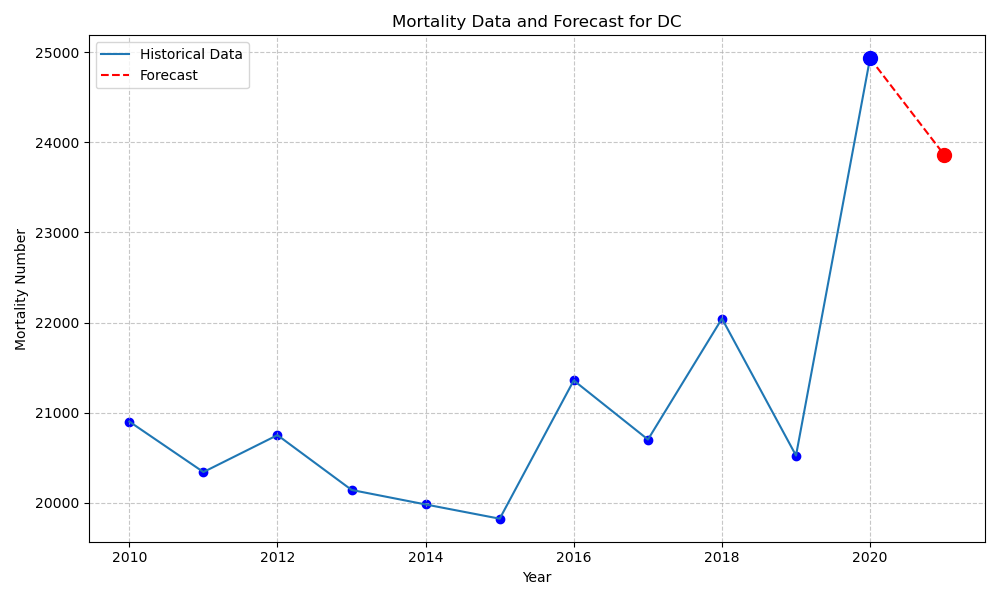 Mortality Data and Forecast for DC
Historical Data
Forecast
25000
24000
23000
22000
21000
20000
Mortality Number
2010 2012 2014 2016 2018 2020
Year